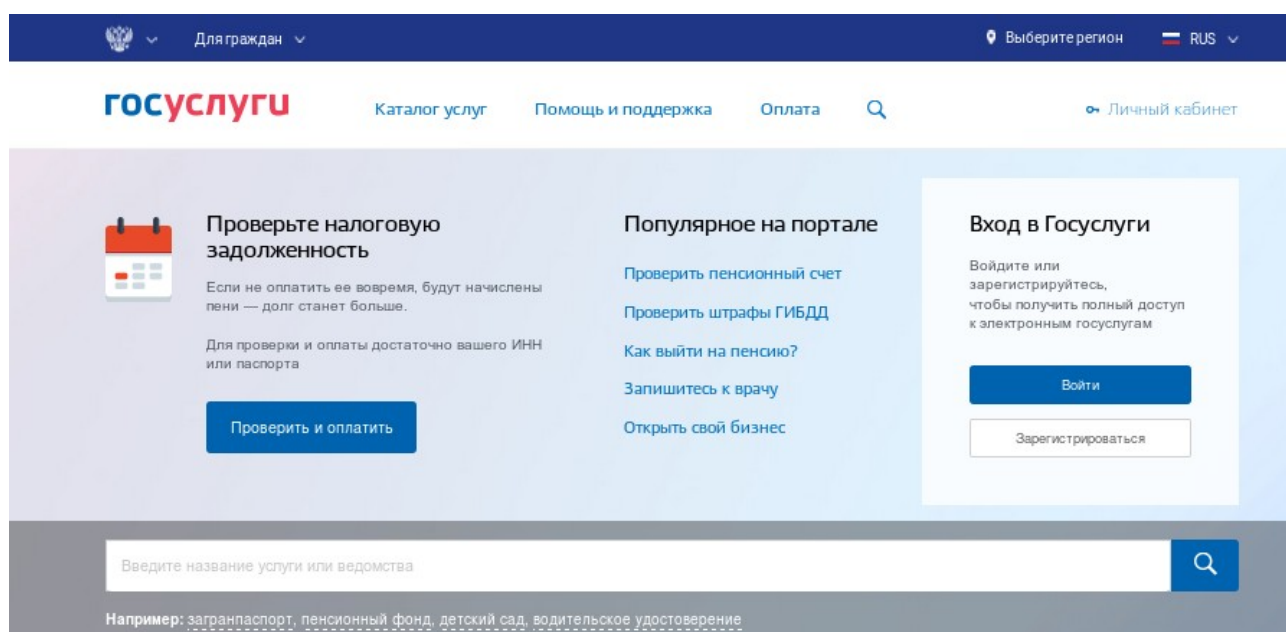 Для граждан
Выберите регион
RUS
госуслуги
Каталог услуг
Помощь и поддержка
Оплата
Личный кабинет
Проверьте налоговую
задолженность
Если не оплатить ее вовремя, будут начислены
пени — долг станет больше.
Для проверки и оплаты достаточно вашего ИНН
или паспорта
Проверить и оплатить
Популярное на портале
Проверить пенсионный счет
Проверить штрафы ГИБДД
Как выйти на пенсию?
Запишитесь к врачу
Открыть свой бизнес
Вход в Госуслуги
Войдите или
зарегистрируйтесь,
чтобы получить полный доступ
к электронным госуслугам
Войти
Зарегистрироваться
Введите название услуги или ведомства
Например: загранпаспорт, пенсионный фонд, детский сад, водительское удостоверение